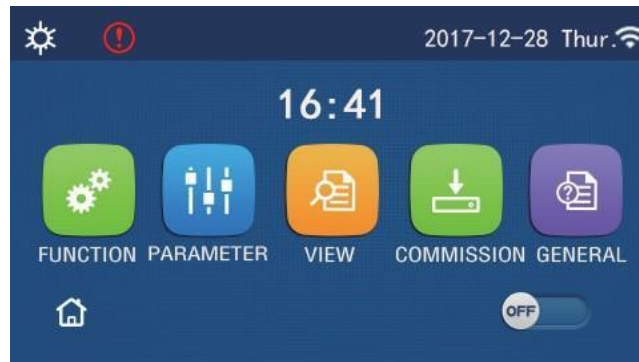 2017-12-28 Thur.
16:41
FUNCTION PARAMETER VIEW COMMISSION GENERAL
OFF